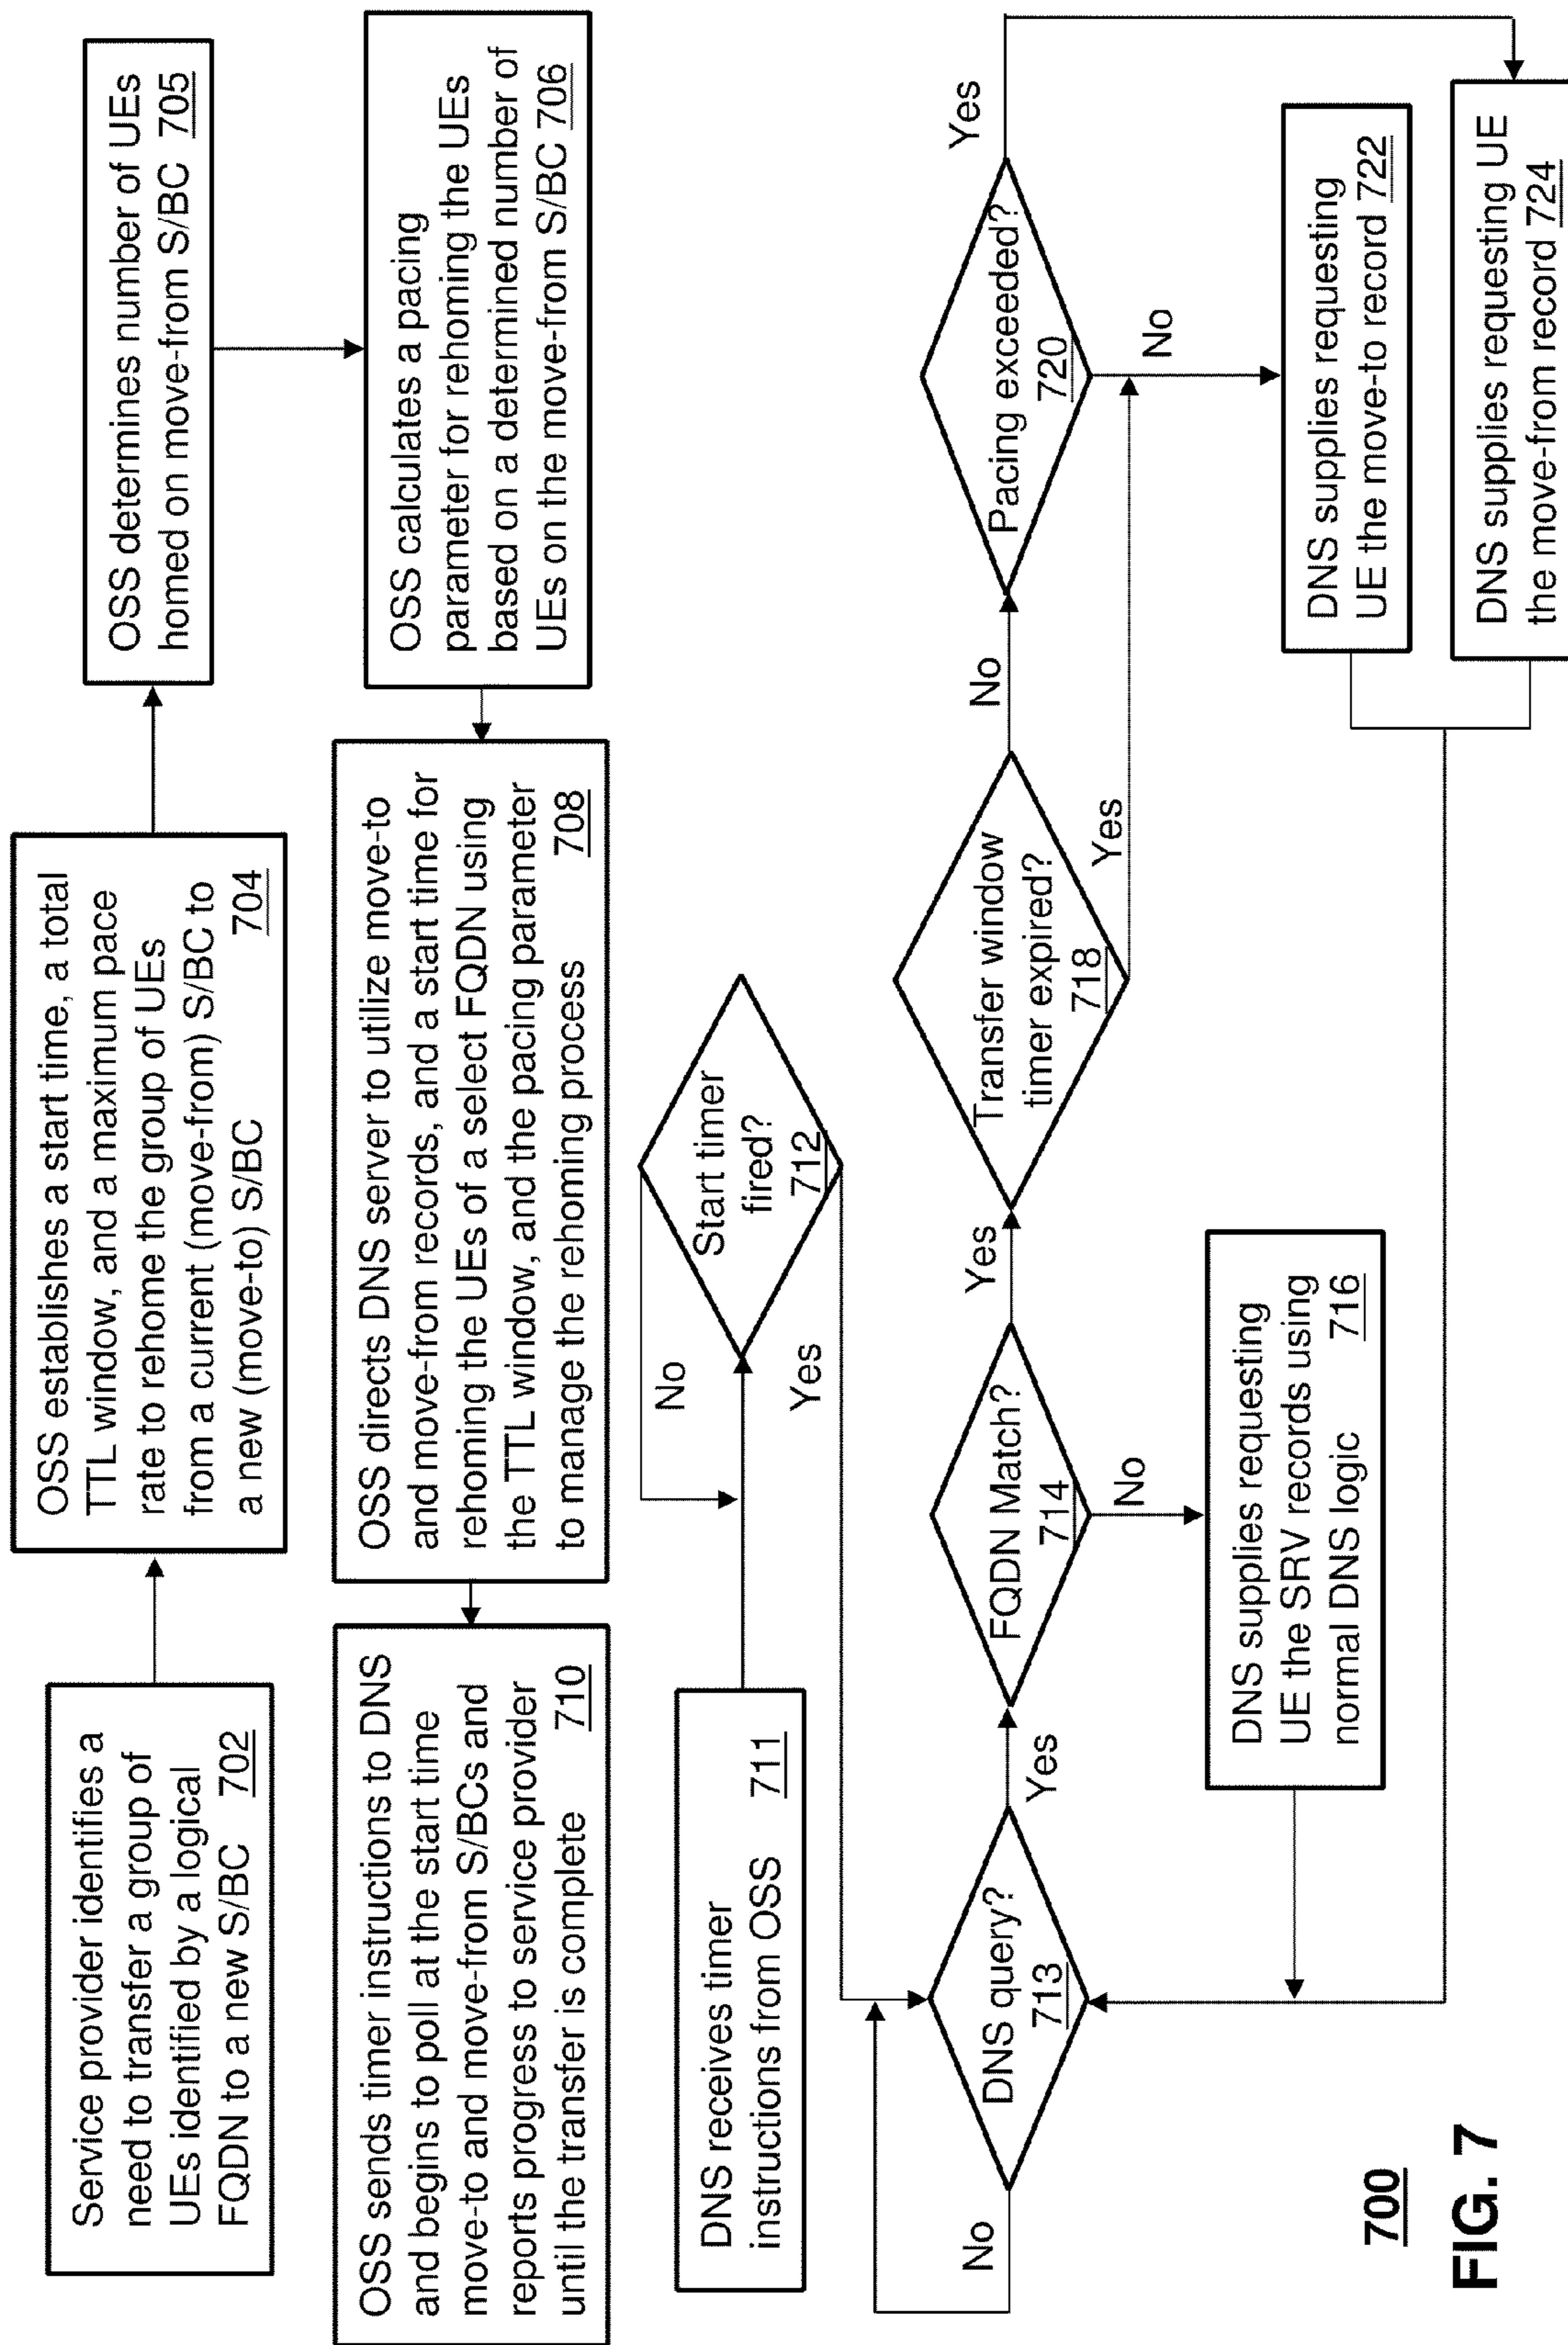 Service provider identifies a
need to transfer a group of
UEs identified by a logical
FQDN to a new S/BC 702
OSS establishes a start time, a total
TTL window, and a maximum pace
rate to rehome the group of UEs
from a current (move-from) S/BC to
a new (move-to) S/BC 704
OSS determines number of UEs
homed on move-from S/BC 705
OSS calculates a pacing
parameter for rehoming the UEs
based on a determined number of
UEs on the move-from S/BC 706
OSS directs DNS server to utilize move-to
and move-from records, and a start time for
rehoming the UEs of a select FQDN using
the TTL window, and the pacing parameter
to manage the rehoming process 708
OSS sends timer instructions to DNS
and begins to poll at the start time
move-to and move-from S/BCs and
reports progress to service provider
until the transfer is complete 710
DNS receives timer
instructions from OSS 711
No
Start timer
fired?
712
Yes
No
DNS query?
713
Yes
FQDN Match?
714
No
Yes
DNS supplies requesting
UE the SRV records using
normal DNS logic 716
Transfer window
timer expired?
718
Yes
No
Pacing exceeded?
720
No
Yes
DNS supplies requesting
UE the move-to record 722
DNS supplies requesting UE
the move-from record 724
700
FIG. 7